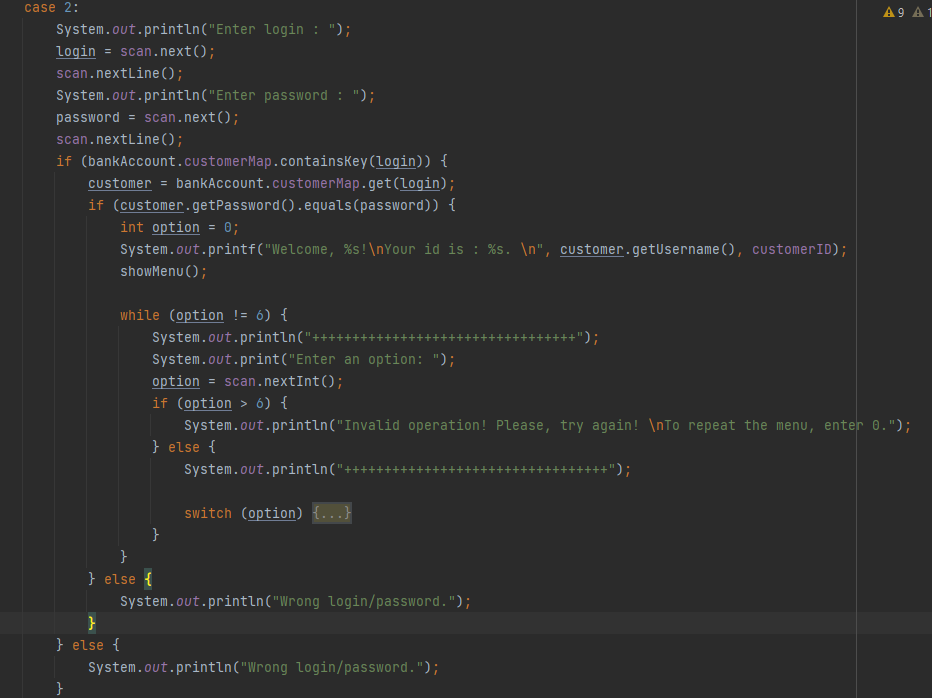 case 2:
System.out.println("Enter login : ");
login = scan.next();
scan.nextLine();
System.out.println("Enter password : ");
password = scan.next();
scan.nextLine();
if (bankAccount.customerMap.containsKey(login)) {
customer = bankAccount.customerMap.get(login);
if (customer.getPassword().equals(password)) {
int option = 0;
System.out.printf("Welcome, %s!\nYour id is : %s. \n", customer.getUsername(), customerID);
showMenu();
while (option != 6) {
System.out.println("+++++++++++++++++++++++++++++++++");
System.out.print("Enter an option: ");
option = scan.nextInt();
if (option > 6) {
System.out.println("Invalid operation! Please, try again! \nTo repeat the menu, enter 0.");
} else {
System.out.println("+++++++++++++++++++++++++++++++++");
switch (option) {...}
}
}
} else {
System.out.println("Wrong login/password.");
}
} else {
System.out.println("Wrong login/password.");
}
9 1